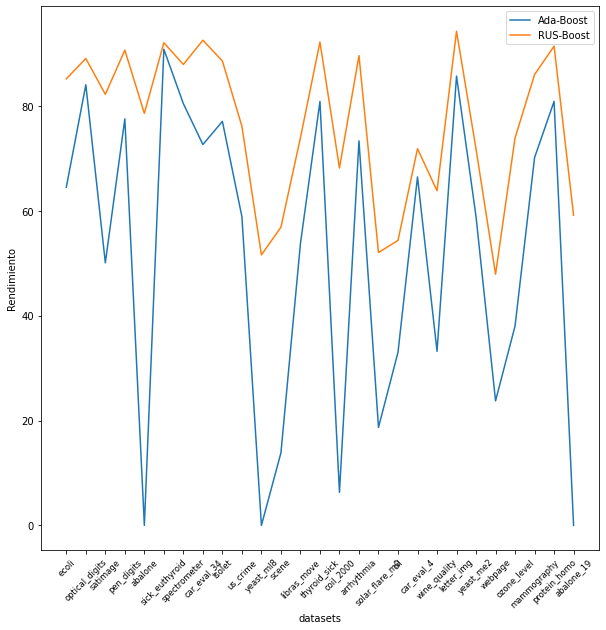 Ada-Boost
RUS-Boost
Rendimiento
80
60
40
20
0
ecoli
optical_digits
satimage
pen_digits
abalone
sick_euthyroid
spectrometer
car_eval_34
isolet
us_crime
yeast_ml8
scene
libras_move
thyroid_sick
coil_2000
arrhythmia
solar_flare_m0
oil
car_eval_4
wine_quality
letter_img
yeast_me2
webpage
ozone_level
mammography
protein_homo
abalone_19
datasets